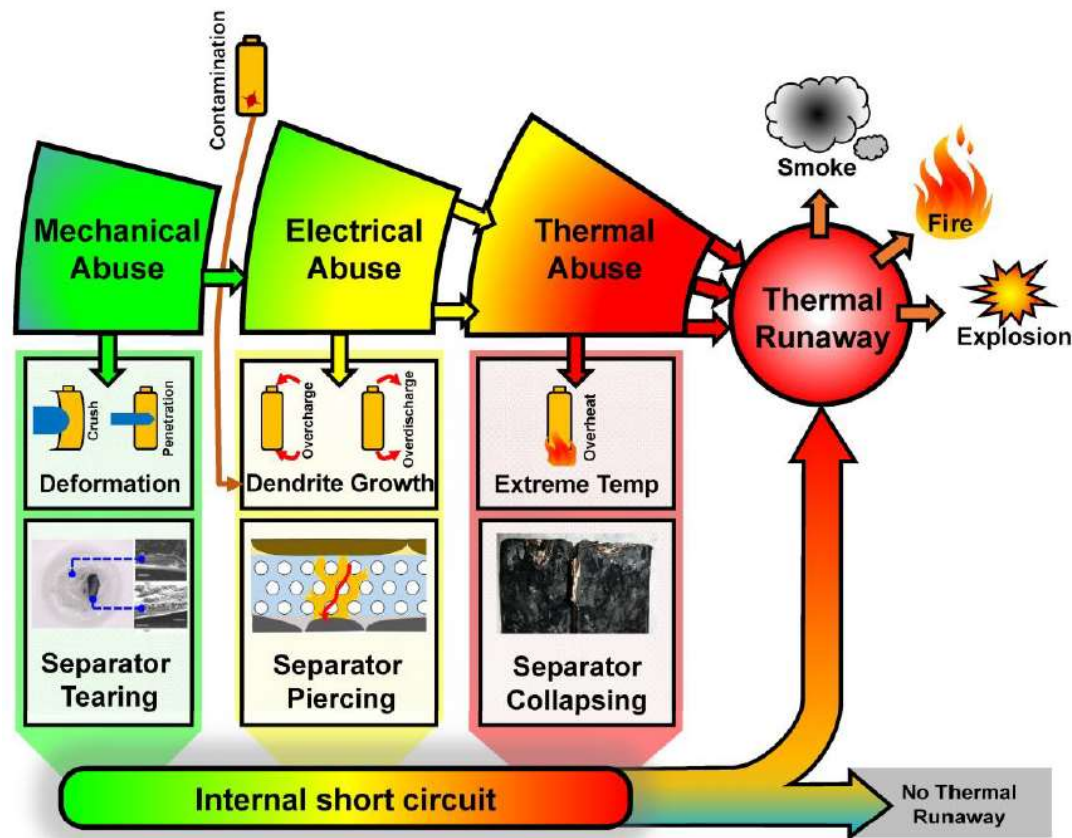 Contamination
Mechanical
Abuse
Electrical
Abuse
Thermal
Abuse
Smoke
Fire
Explosion
Thermal
Runaway
Crush
Penetration
Deformation
Overcharge
Overdischarge
Dendrite Growth
Overheat
Extreme Temp
Separator
Tearing
Separator
Piercing
Separator
Collapsing
Internal short circuit
No Thermal
Runaway